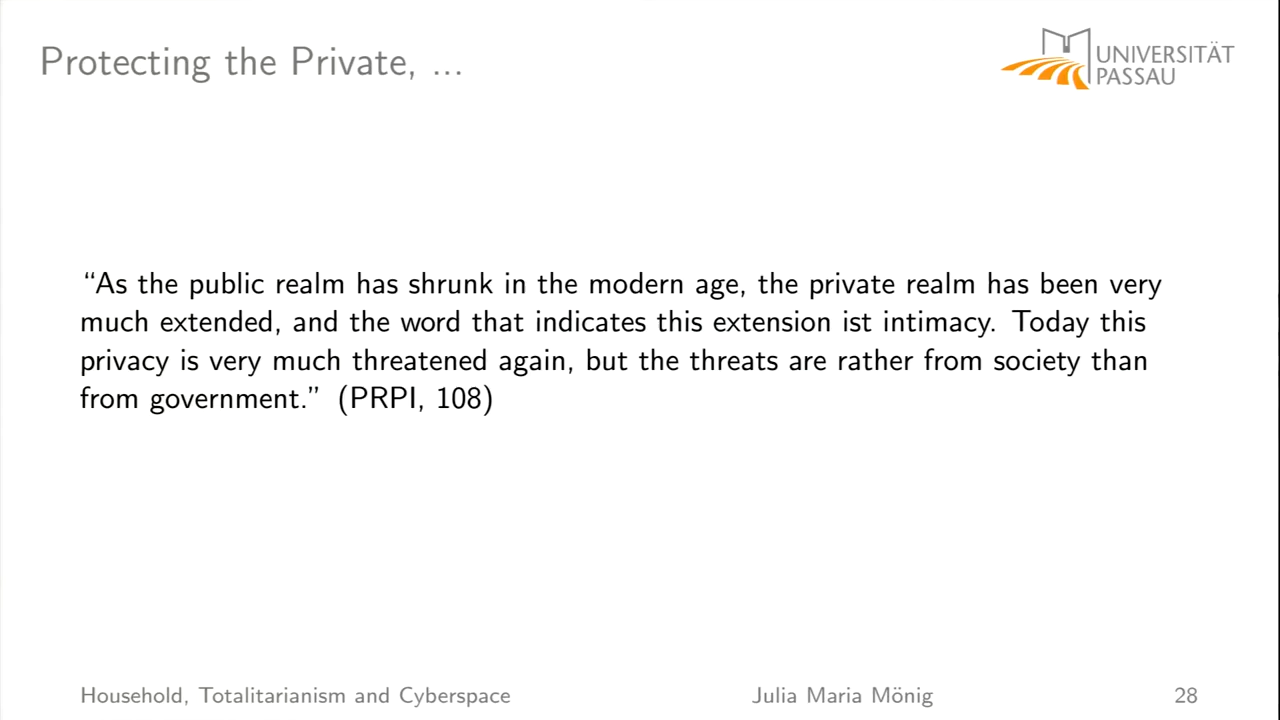 Protecting the Private, ...
UNIVERSITÄT
PASSAU
“As the public realm has shrunk in the modern age, the private realm has been very
much extended, and the word that indicates this extension ist intimacy. Today this
privacy is very much threatened again, but the threats are rather from society than
from government.” (PRPI, 108)
Household, Totalitarianism and Cyberspace Julia Maria Mönig 28